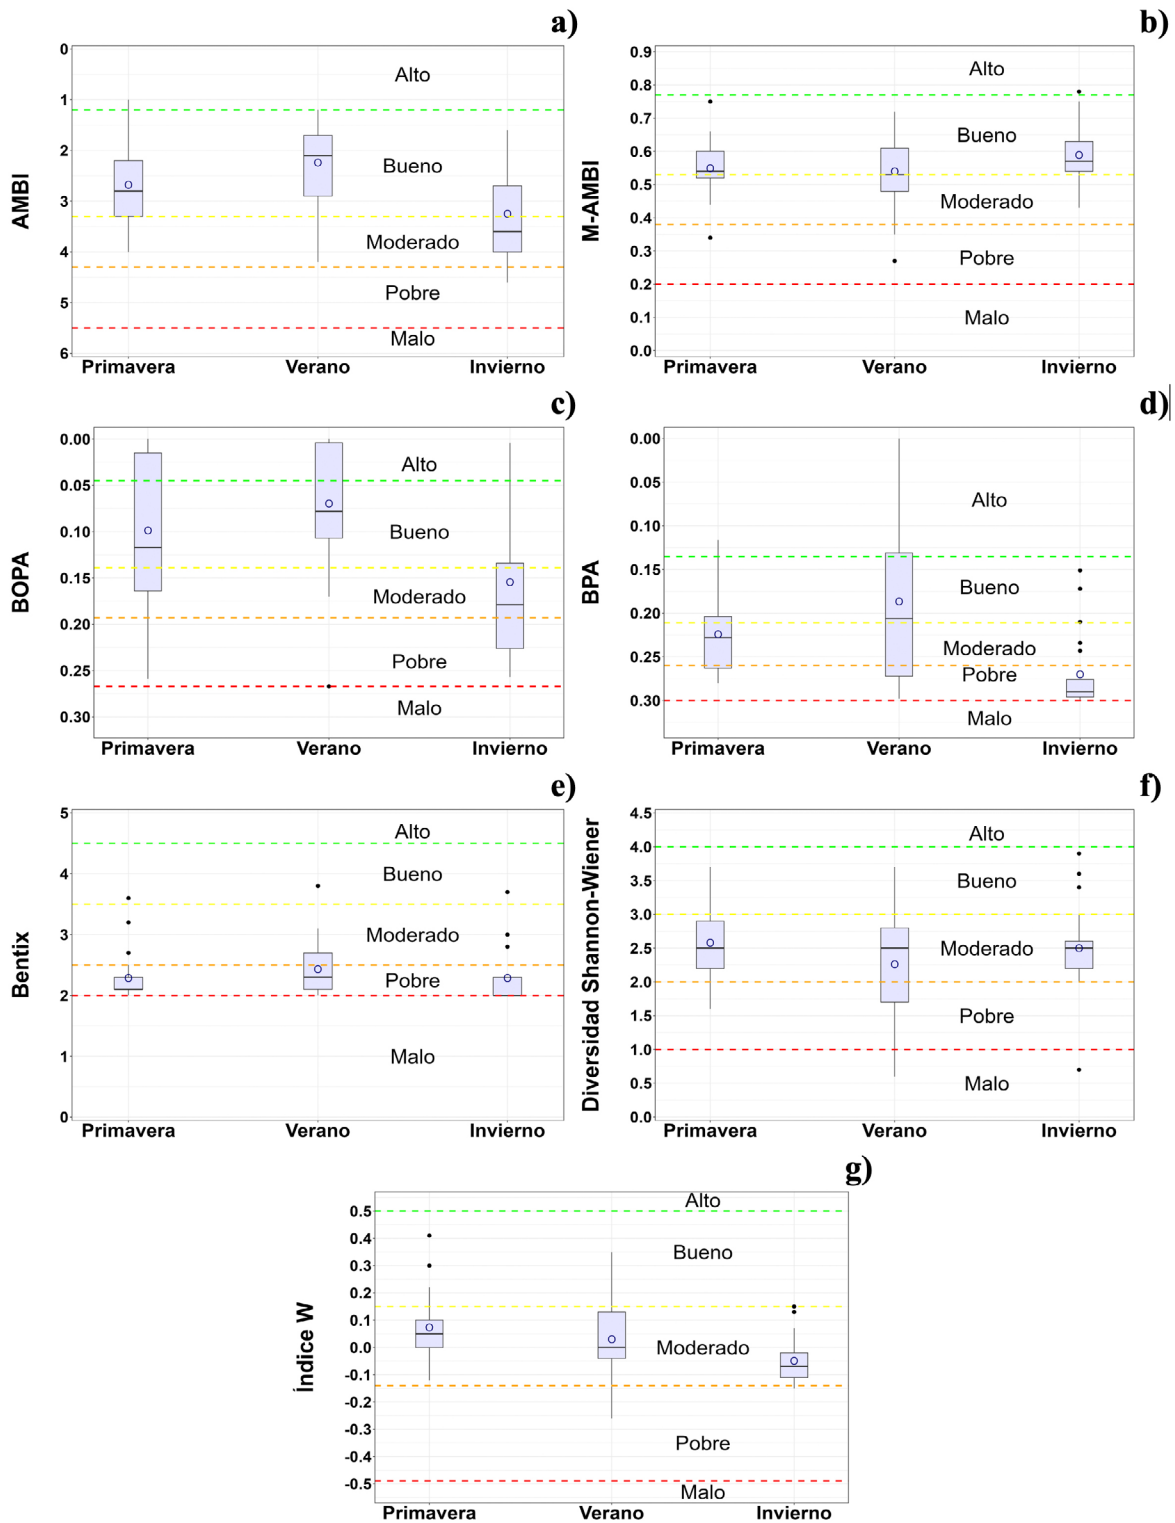 a)
AMBI
0
1
2
3
4
5
6
Alto
Bueno
Moderado
Pobre
Malo
Primavera Verano Invierno
b)
M-AMBI
0.9
0.8
0.7
0.6
0.5
0.4
0.3
0.2
0.1
0.0
Alto
Bueno
Moderado
Pobre
Malo
Primavera Verano Invierno
c)
BOPA
0.00
0.05
0.10
0.15
0.20
0.25
0.30
Alto
Bueno
Moderado
Pobre
Malo
Primavera Verano Invierno
d)
BPA
0.00
0.05
0.10
0.15
0.20
0.25
0.30
Alto
Bueno
Moderado
Pobre
Malo
Primavera Verano Invierno
e)
Bentix
5
4
3
2
1
0
Alto
Bueno
Moderado
Pobre
Malo
Primavera Verano Invierno
f)
Diversidad Shannon-Wiener
4.5
4.0
3.5
3.0
2.5
2.0
1.5
1.0
0.5
0.0
Alto
Bueno
Moderado
Pobre
Malo
Primavera Verano Invierno
g)
Índice W
0.5
0.4
0.3
0.2
0.1
0.0
-0.1
-0.2
-0.3
-0.4
-0.5
Alto
Bueno
Moderado
Pobre
Malo
Primavera Verano Invierno